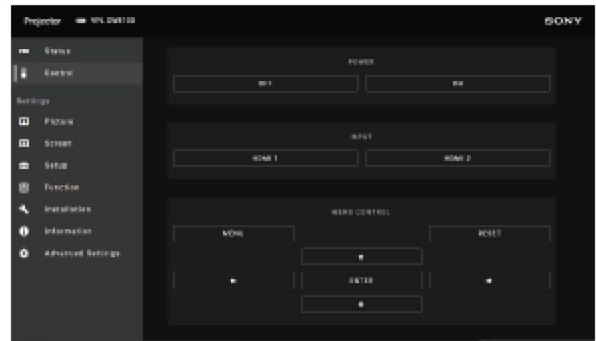 Projector
SONY
Status
POWER
Control
OFF
ON
Settings
Picture
INPUT
Screen
HDMI 1
HDMI 2
Setup
Function
Installation
MENU CONTROL
Information
MENU
RESET
Advanced Settings
ENTER